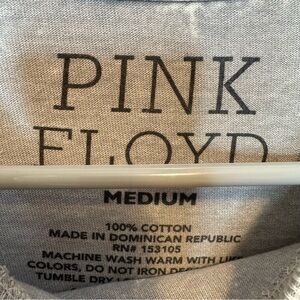 PINK
FLOYD
MEDIUM
100% COTTON
MADE IN DOMINICAN REPUBLIC
RN# 153105
MACHINE WASH WARM WITH LIKE
COLORS, DO NOT IRON
TUMBLE DRY